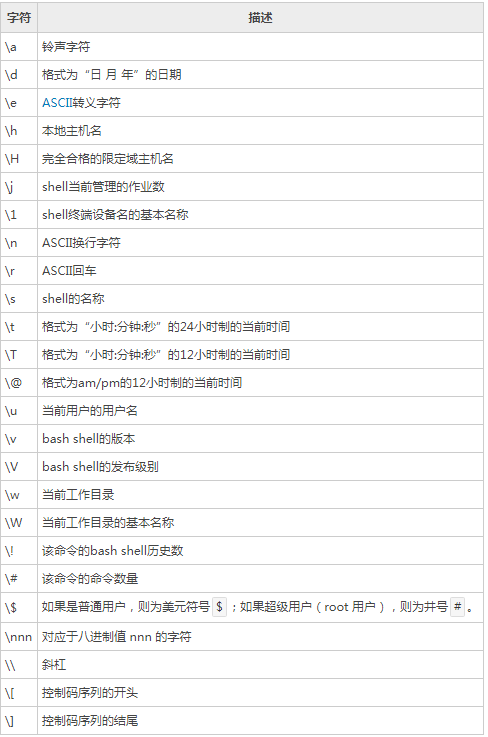 字符 描述
\a 铃声字符
\d 格式为“日 月 年”的日期
\e ASCII转义字符
\h 本地主机名
\H 完全合格的限定域主机名
\j shell当前管理的作业数
\1 shell终端设备名的基本名称
\n ASCII换行字符
\r ASCII回车
\s shell的名称
\t 格式为“小时:分钟:秒”的24小时制的当前时间
\T 格式为“小时:分钟:秒”的12小时制的当前时间
\@ 格式为am/pm的12小时制的当前时间
\u 当前用户的用户名
\v bash shell的版本
\V bash shell的发布级别
\w 当前工作目录
\W 当前工作目录的基本名称
\! 该命令的bash shell历史数
\# 该命令的命令数量
\$ 如果是普通用户，则为美元符号 $ ；如果超级用户（root 用户），则为井号 # 。
\nnn 对应于八进制值 nnn 的字符
\\ 斜杠
\[ 控制码序列的开头
\] 控制码序列的结尾